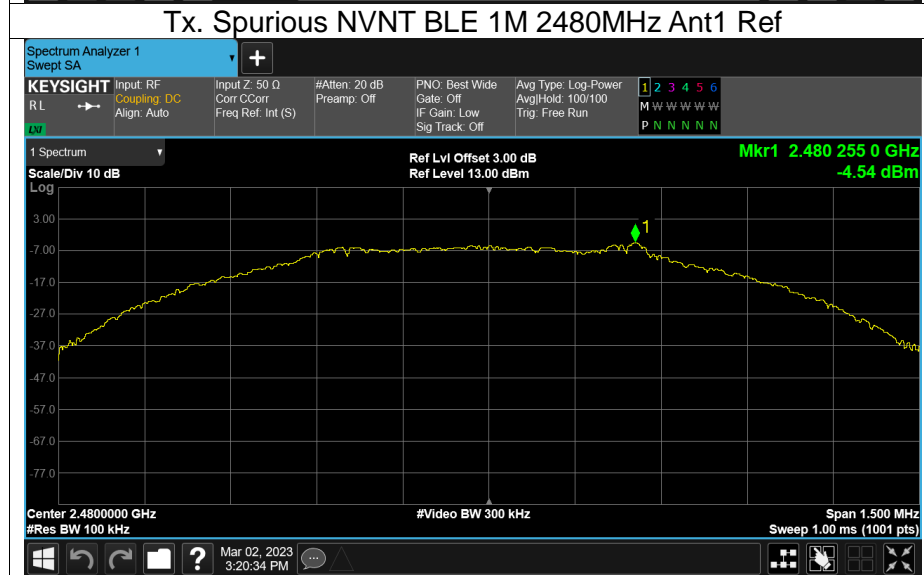 Tx. Spurious NVNT BLE 1M 2480MHz Ant1 Ref
Spectrum Analyzer 1
Swept SA
+
KEYSIGHT
R L
LXI
Input: RF
Coupling: DC
Align: Auto
Input Z: 50 Ω
Corr CCorr
Freq Ref: Int (S)
#Atten: 20 dB
Preamp: Off
PNO: Best Wide
Gate: Off
IF Gain: Low
Sig Track: Off
Avg Type: Log-Power
Avg|Hold: 100/100
Trig: Free Run
1 2 3 4 5 6
M W W W W W
P N N N N N
1 Spectrum
Scale/Div 10 dB
Ref Lvl Offset 3.00 dB
Ref Level 13.00 dBm
Mkr1 2.480 255 0 GHz
-4.54 dBm
Log
3.00
-7.00
-17.0
-27.0
-37.0
-47.0
-57.0
-67.0
-77.0
1
Center 2.4800000 GHz
#Res BW 100 kHz
#Video BW 300 kHz
Span 1.500 MHz
Sweep 1.00 ms (1001 pts)
?
Mar 02, 2023
3:20:34 PM